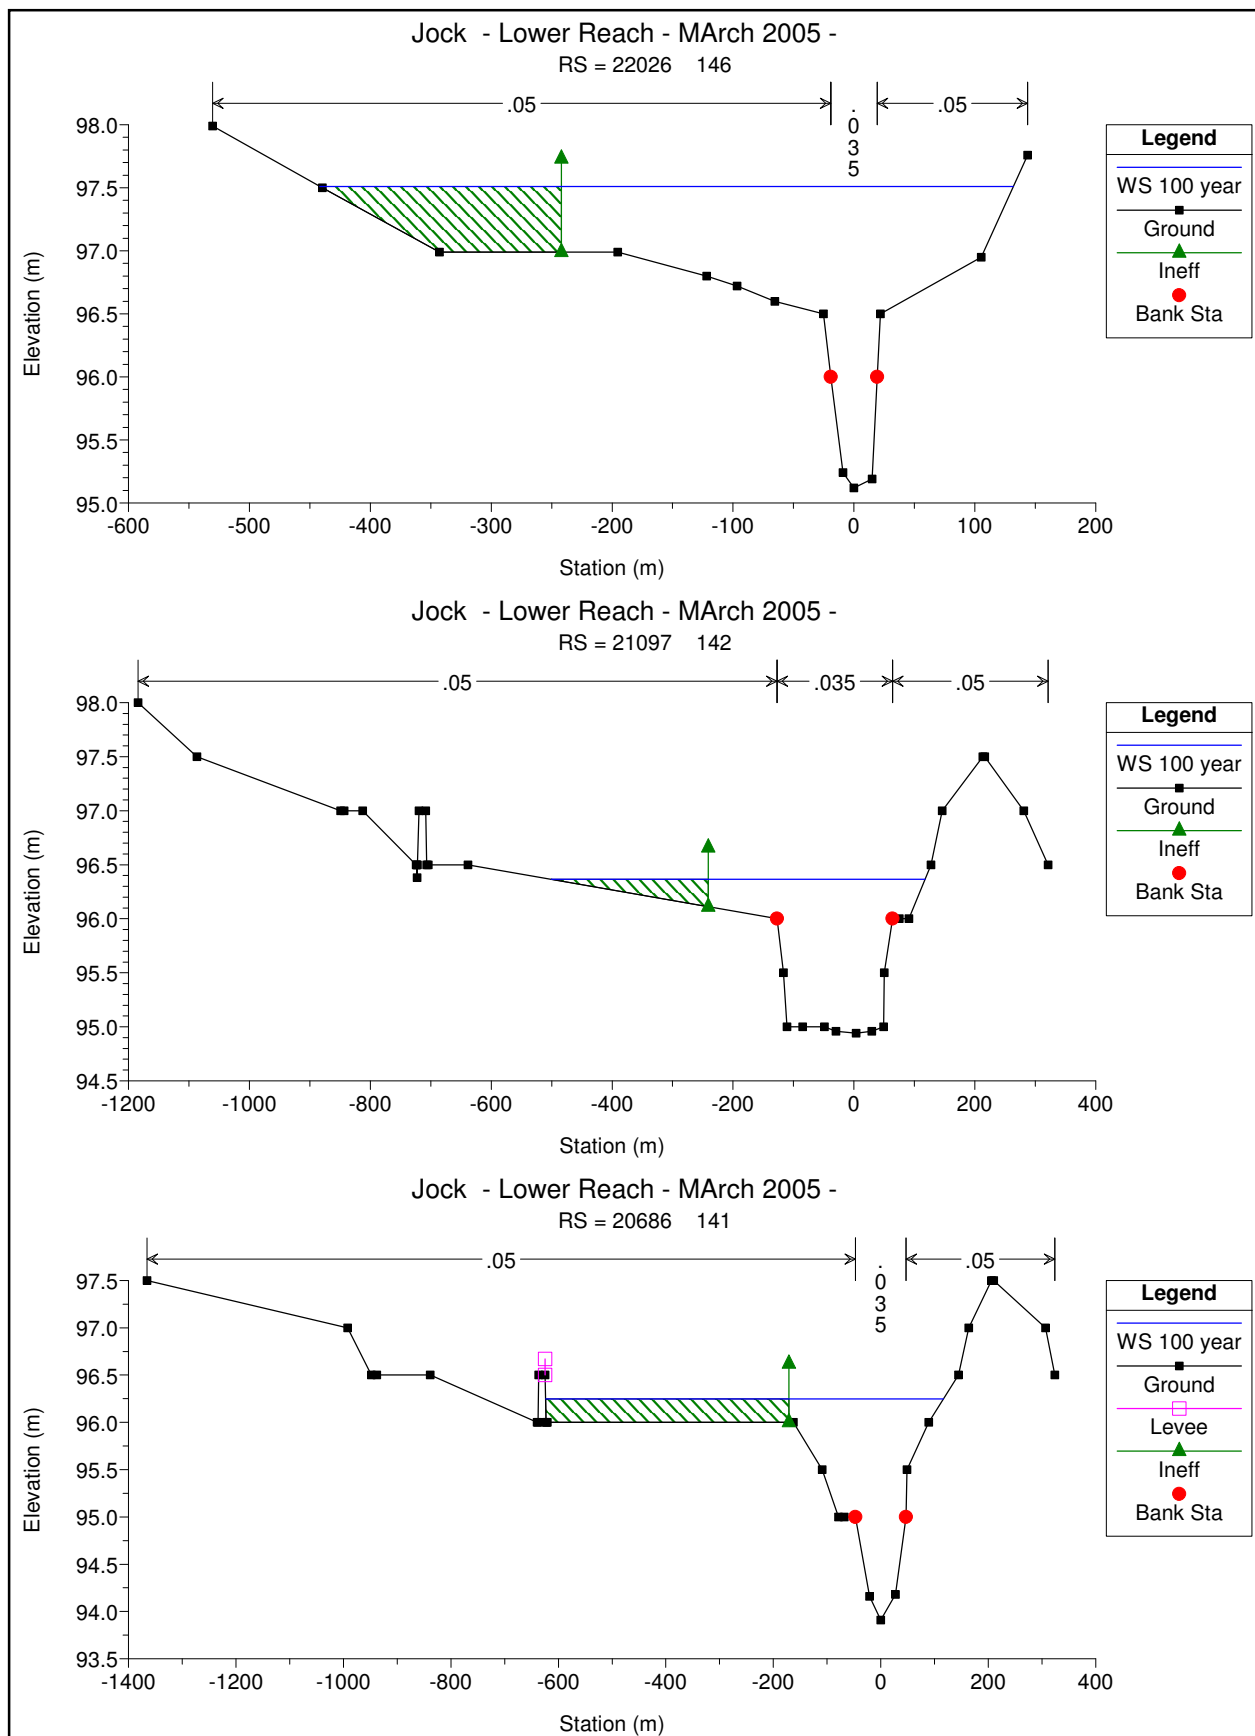 Jock - Lower Reach - MArch 2005 -
RS = 22026 146
.05
.035
.05
98.0
97.5
97.0
96.5
96.0
95.5
95.0
Elevation (m)
-600 -500 -400 -300 -200 -100 0 100 200
Station (m)
Legend
WS 100 year
Ground
Ineff
Bank Sta
Jock - Lower Reach - MArch 2005 -
RS = 21097 142
.05 .035 .05
98.0
97.5
97.0
96.5
96.0
95.5
95.0
94.5
Elevation (m)
-1200 -1000 -800 -600 -400 -200 0 200 400
Station (m)
Legend
WS 100 year
Ground
Ineff
Bank Sta
Jock - Lower Reach - MArch 2005 -
RS = 20686 141
.05
.035
.05
97.5
97.0
96.5
96.0
95.5
95.0
94.5
94.0
93.5
Elevation (m)
-1400 -1200 -1000 -800 -600 -400 -200 0 200 400
Station (m)
Legend
WS 100 year
Ground
Levee
Ineff
Bank Sta